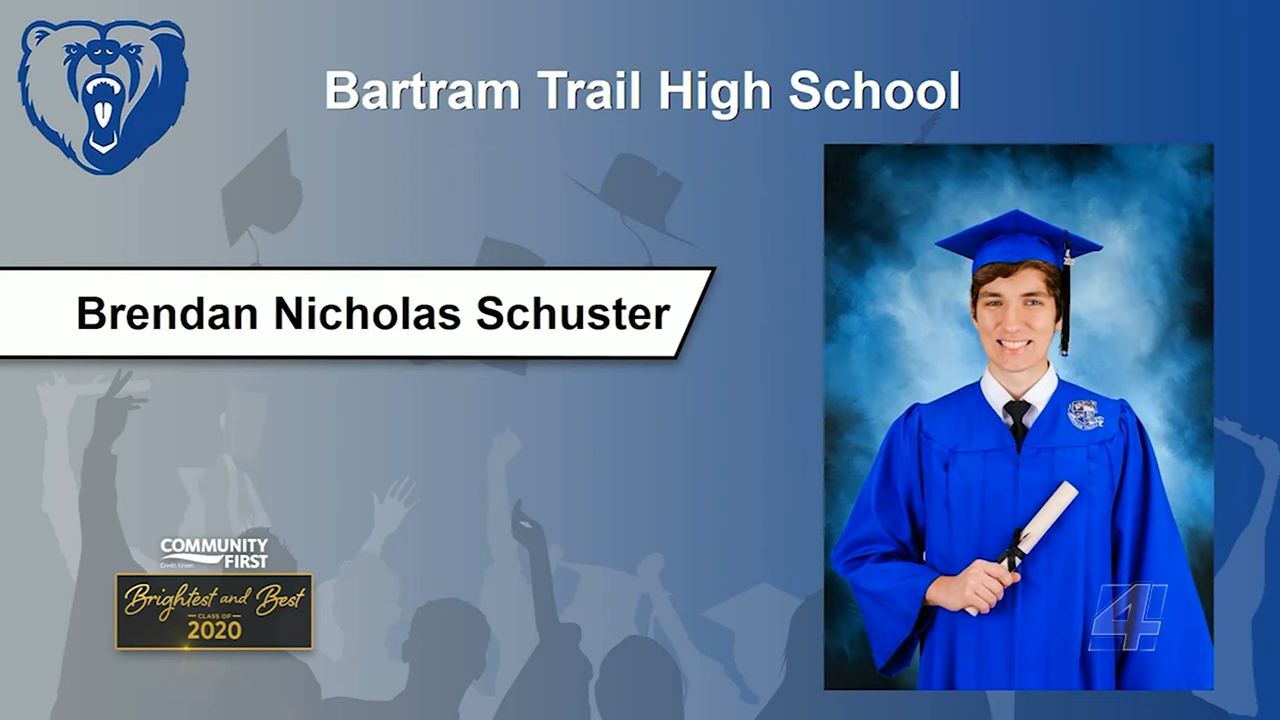 Bartram Trail High School
Brendan Nicholas Schuster
COMMUNITY
FIRST
Credit Union
Brightest and Best
CLASS OF
2020
4